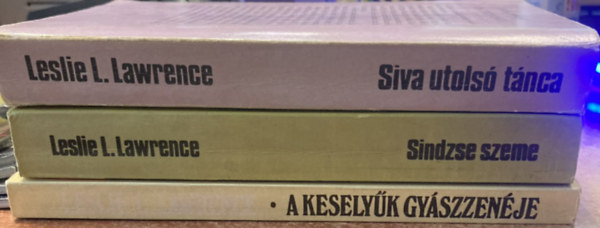 Leslie L. Lawrence Siva utolsó tánca
Leslie L. Lawrence Sindzse szeme
• A KESELYŰK GYÁSZZENÉJE